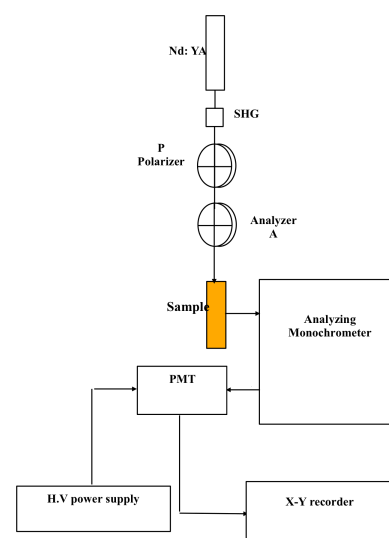 Nd: YA
SHG
P
Polarizer
Analyzer
A
Sample
Analyzing
Monochrometer
PMT
H.V power supply
X-Y recorder